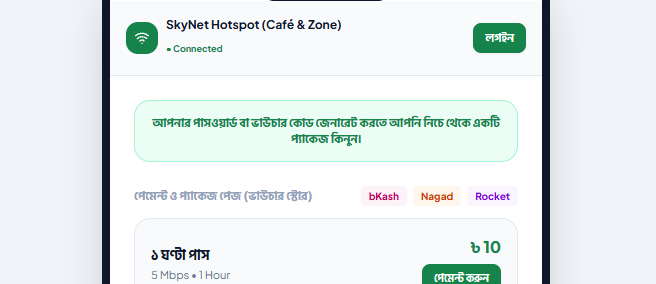 SkyNet Hotspot (Café & Zone)
● Connected
লগইন
আপনার পাসওয়ার্ড বা ভাউচার কোড জেনারেট করতে আপনি নিচে থেকে একটি
প্যাকেজ কিনুন।
পেমেন্ট ও প্যাকেজ পেজ (ভাউচার স্টোর)
bKash
Nagad
Rocket
১ ঘণ্টা পাস
৳ 10
5 Mbps • 1 Hour
পেমেন্ট করুন